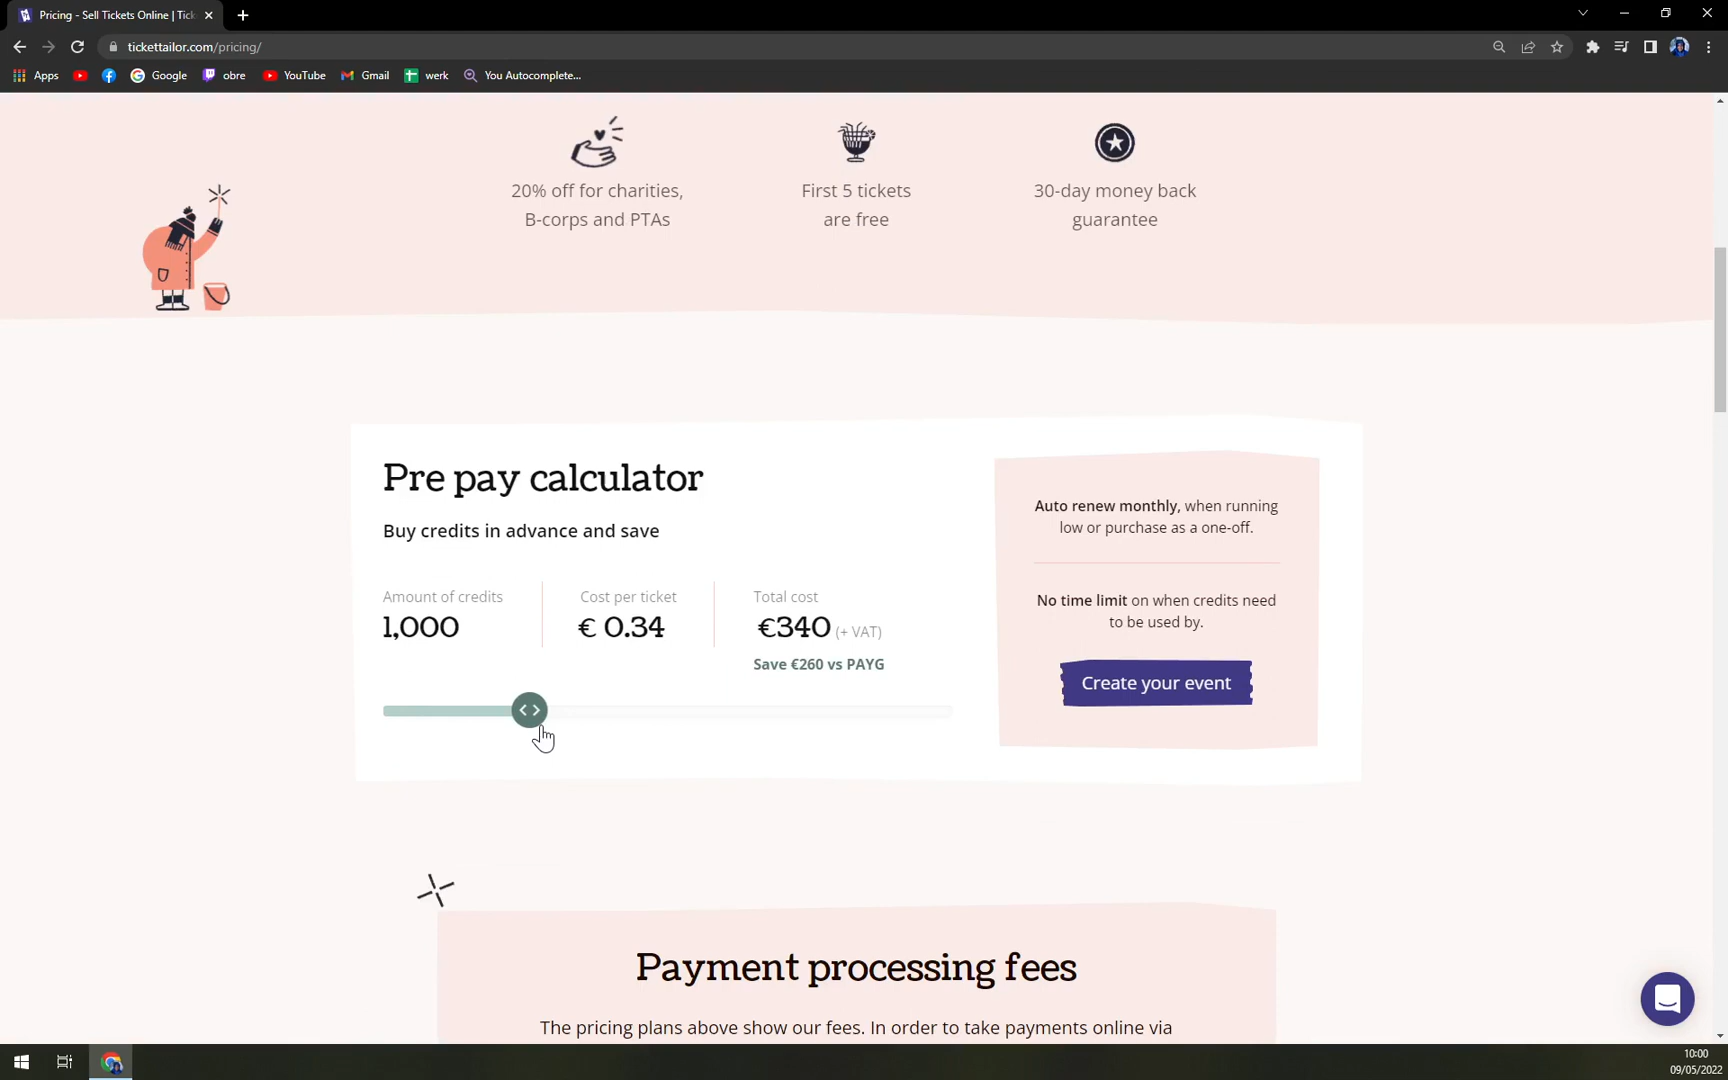 Pricing - Sell Tickets Online | Tick
tickettailor.com/pricing/
Apps
Google
obre
YouTube
Gmail
werk
You Autocomplete...
20% off for charities,
B-corps and PTAs
First 5 tickets
are free
30-day money back
guarantee
Pre pay calculator
Buy credits in advance and save
Amount of credits
1,000
Cost per ticket
€ 0.34
Total cost
€340 (+ VAT)
Save €260 vs PAYG
Auto renew monthly, when running
low or purchase as a one-off.
No time limit on when credits need
to be used by.
Create your event
Payment processing fees
The pricing plans above show our fees. In order to take payments online via
10:00
09/05/2022